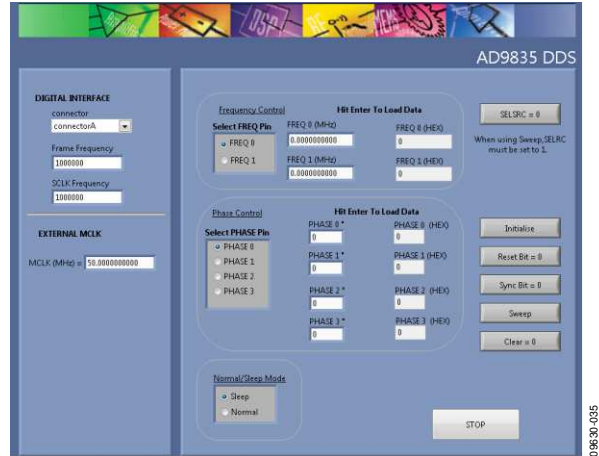 DSP
RF
MEMS
AD9835 DDS
DIGITAL INTERFACE
connector
connectorA
Frame Frequency
1000000
SCLK Frequency
1000000
EXTERNAL MCLK
MCLK (MHz) = 50.0000000000
Frequency Control
Hit Enter To Load Data
Select FREQ Pin
FREQ 0
FREQ 1
FREQ 0 (MHz)
0.0000000000
FREQ 0 (HEX)
0
FREQ 1 (MHz)
0.0000000000
FREQ 1 (HEX)
0
SELSRC = 0
When using Sweep,SELRC
must be set to 1.
Phase Control
Hit Enter To Load Data
Select PHASE Pin
PHASE 0
PHASE 1
PHASE 2
PHASE 3
PHASE 0 °
0
PHASE 0 (HEX)
0
PHASE 1 °
0
PHASE 1 (HEX)
0
PHASE 2 °
0
PHASE 2 (HEX)
0
PHASE 3 °
0
PHASE 3 (HEX)
0
Initialise
Reset Bit = 0
Sync Bit = 0
Sweep
Clear = 0
Normal/Sleep Mode
Sleep
Normal
STOP
09630-035